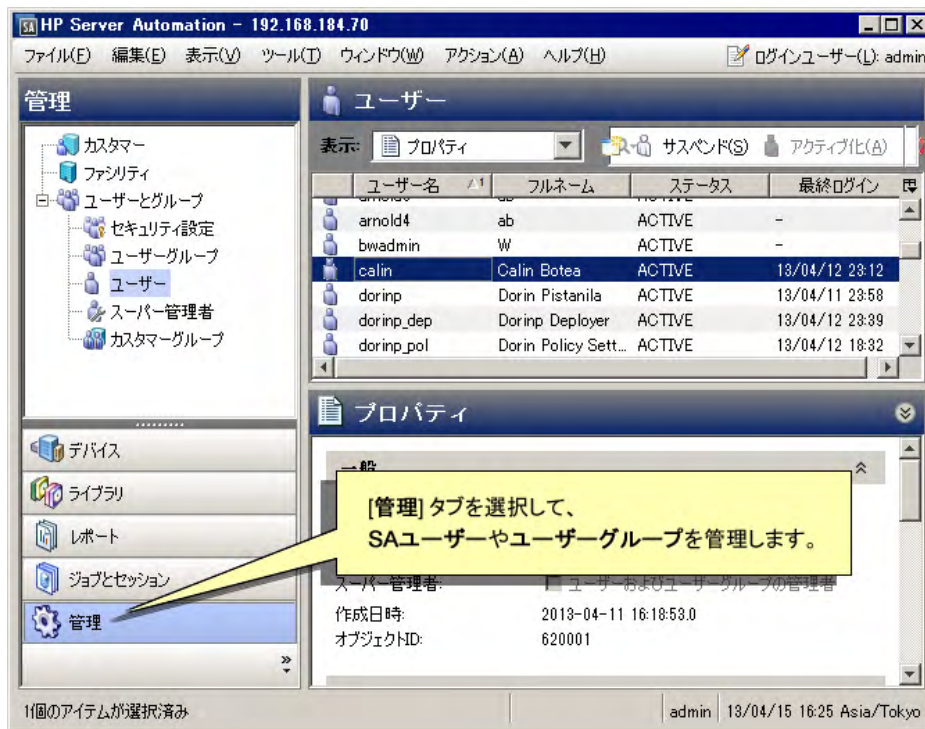 HP Server Automation - 192.168.184.70
ファイル(F) 編集(E) 表示(V) ツール(T) ウィンドウ(W) アクション(A) ヘルプ(H) ログインユーザー(L): admin
管理
カスタマー
ファシリティ
ユーザーとグループ
セキュリティ設定
ユーザーグループ
ユーザー
スーパー管理者
カスタマーグループ
デバイス
ライブラリ
レポート
ジョブとセッション
管理
ユーザー
表示: プロパティ サスペンド(S) アクティブ化(A)
ユーザー名 フルネーム ステータス 最終ログイン
arnold4 ab ACTIVE -
bwadmin W ACTIVE -
calin Calin Botea ACTIVE 13/04/12 23:12
dorinp Dorin Pistanila ACTIVE 13/04/11 23:58
dorinp_dep Dorinp Deployer ACTIVE 13/04/12 23:39
dorinp_pol Dorin Policy Sett... ACTIVE 13/04/12 18:32
プロパティ
一般
[管理] タブを選択して、
SAユーザーやユーザーグループを管理します。
スーパー管理者: ユーザーおよびユーザーグループの管理者
作成日時: 2013-04-11 16:18:53.0
オブジェクトID: 620001
1個のアイテムが選択済み
admin 13/04/15 16:25 Asia/Tokyo